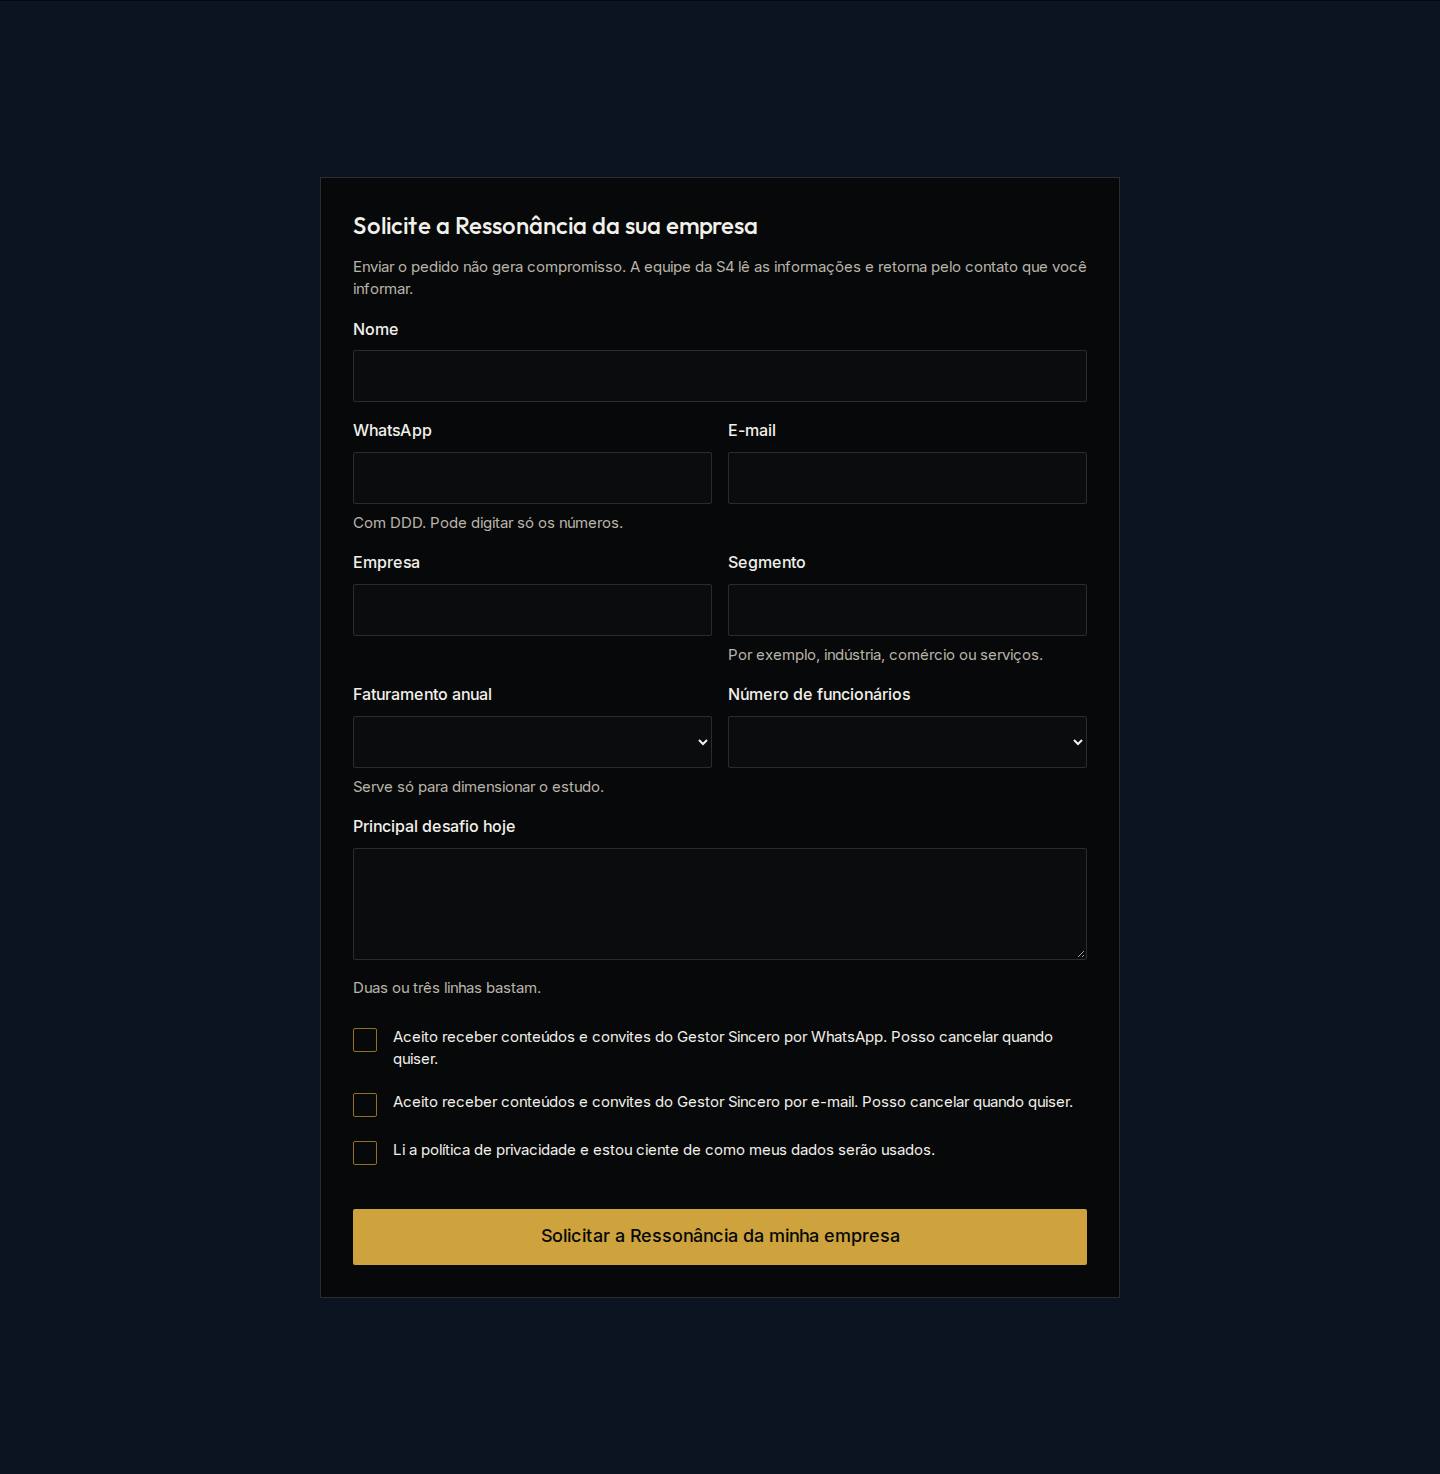 Solicite a Ressonância da sua empresa
Enviar o pedido não gera compromisso. A equipe da S4 lê as informações e retorna pelo contato que você
informar.
Nome
WhatsApp
E-mail
Com DDD. Pode digitar só os números.
Empresa
Segmento
Por exemplo, indústria, comércio ou serviços.
Faturamento anual
Número de funcionários
Serve só para dimensionar o estudo.
Principal desafio hoje
Duas ou três linhas bastam.
Aceito receber conteúdos e convites do Gestor Sincero por WhatsApp. Posso cancelar quando
quiser.
Aceito receber conteúdos e convites do Gestor Sincero por e-mail. Posso cancelar quando quiser.
Li a política de privacidade e estou ciente de como meus dados serão usados.
Solicitar a Ressonância da minha empresa